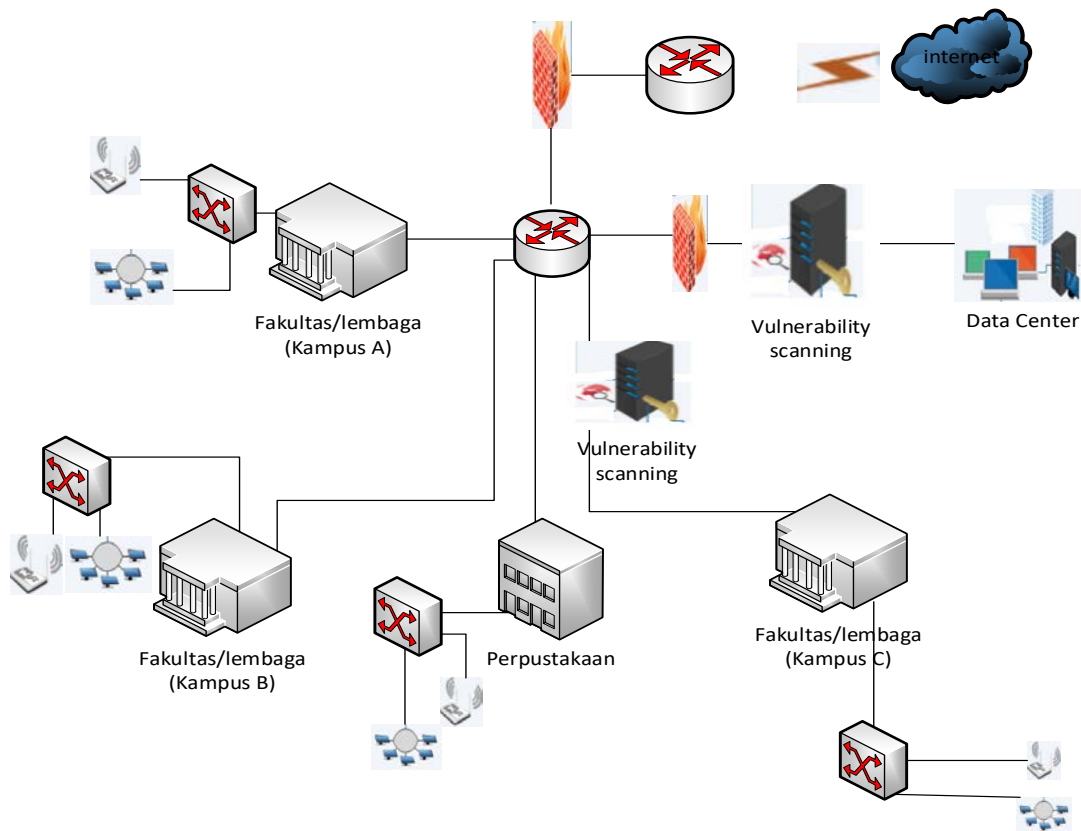 internet
Vulnerability
scanning
Data Center
Fakultas/lembaga
(Kampus A)
Vulnerability
scanning
Fakultas/lembaga
(Kampus B)
Perpustakaan
Fakultas/lembaga
(Kampus C)